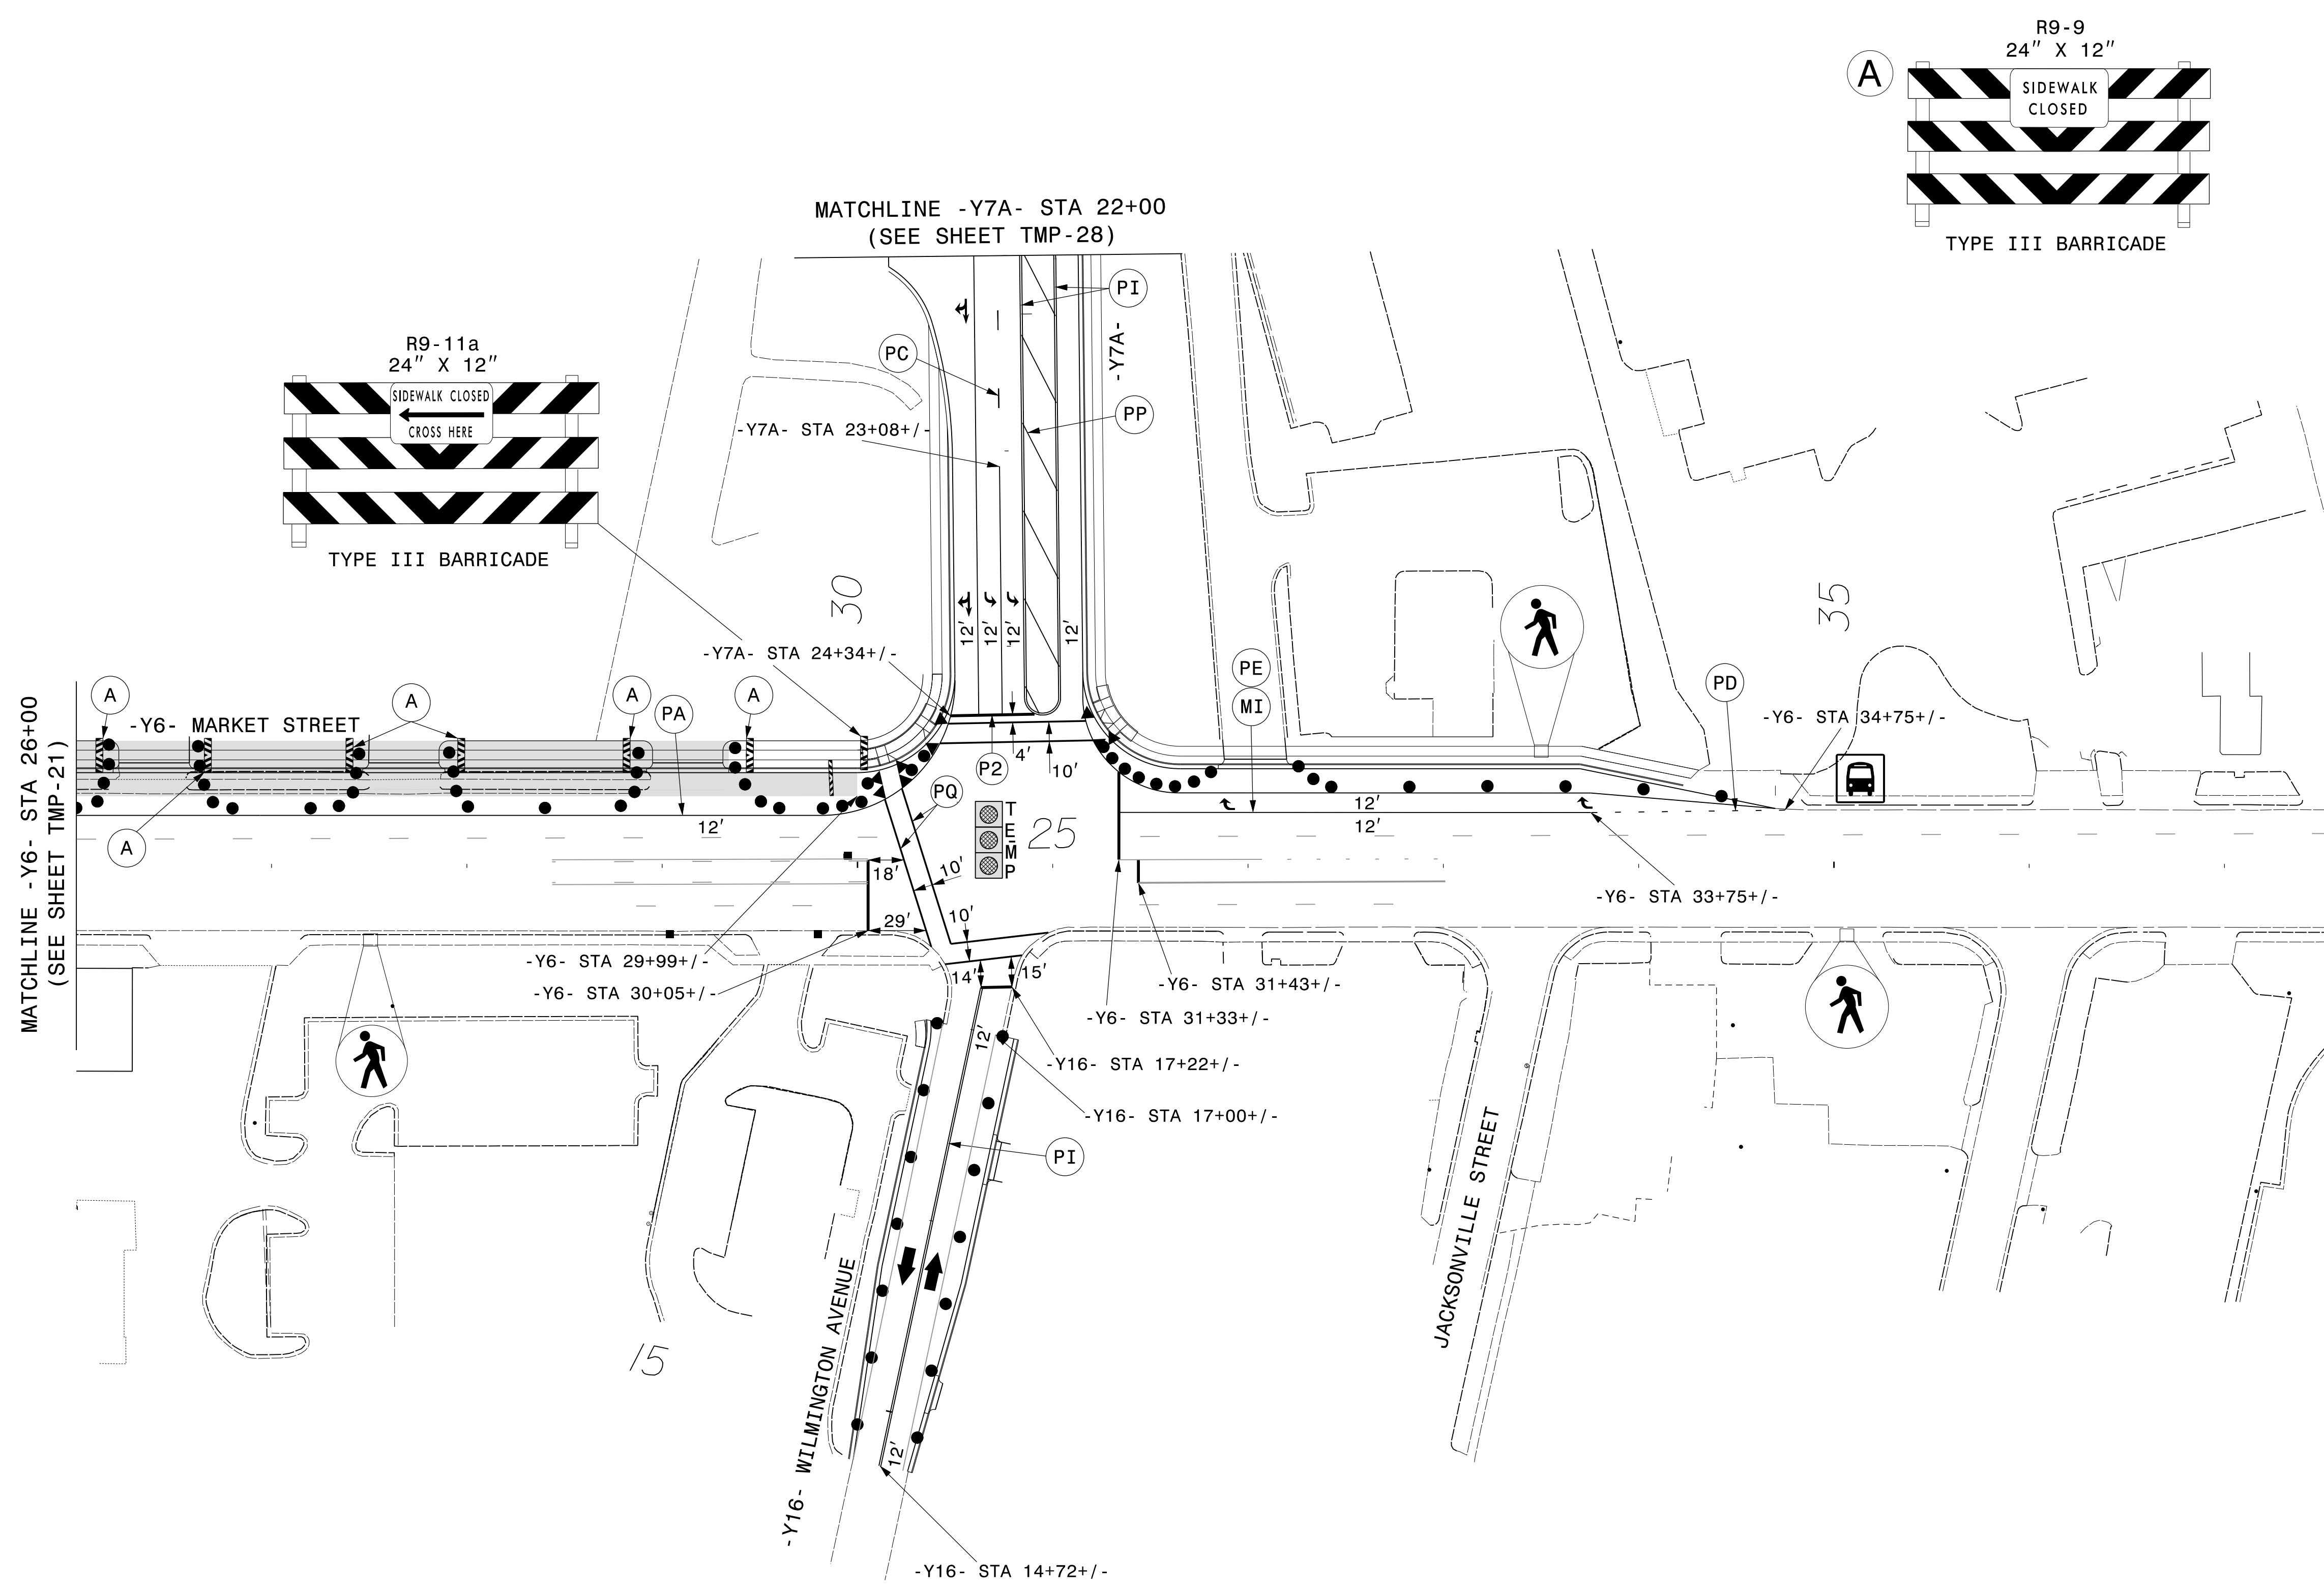 R9-9
24" X 12"
A
SIDEWALK
CLOSED
TYPE III BARRICADE
MATCHLINE -Y7A- STA 22+00
(SEE SHEET TMP-28)
PI
-Y7A-
R9-11a
24" X 12"
PC
SIDEWALK CLOSED
CROSS HERE
PP
-Y7A- STA 23+08+/-
TYPE III BARRICADE
30
35
12'
12'
12'
12'
-Y7A- STA 24+34+/-
PE
MI
PD
A
A
A
A
PA
-Y6- STA 34+75+/-
-Y6- MARKET STREET
MATCHLINE -Y6- STA 26+00
(SEE SHEET TMP-21)
4'
P2
10'
PQ
12'
12'
12'
TEMP
25
A
18'
10'
-Y6- STA 33+75+/-
29'
10'
-Y6- STA 29+99+/-
14'
15'
-Y6- STA 31+43+/-
-Y6- STA 30+05+/-
-Y6- STA 31+33+/-
12'
-Y16- STA 17+22+/-
-Y16- STA 17+00+/-
PI
JACKSONVILLE STREET
-Y16- WILMINGTON AVENUE
15
12'
-Y16- STA 14+72+/-